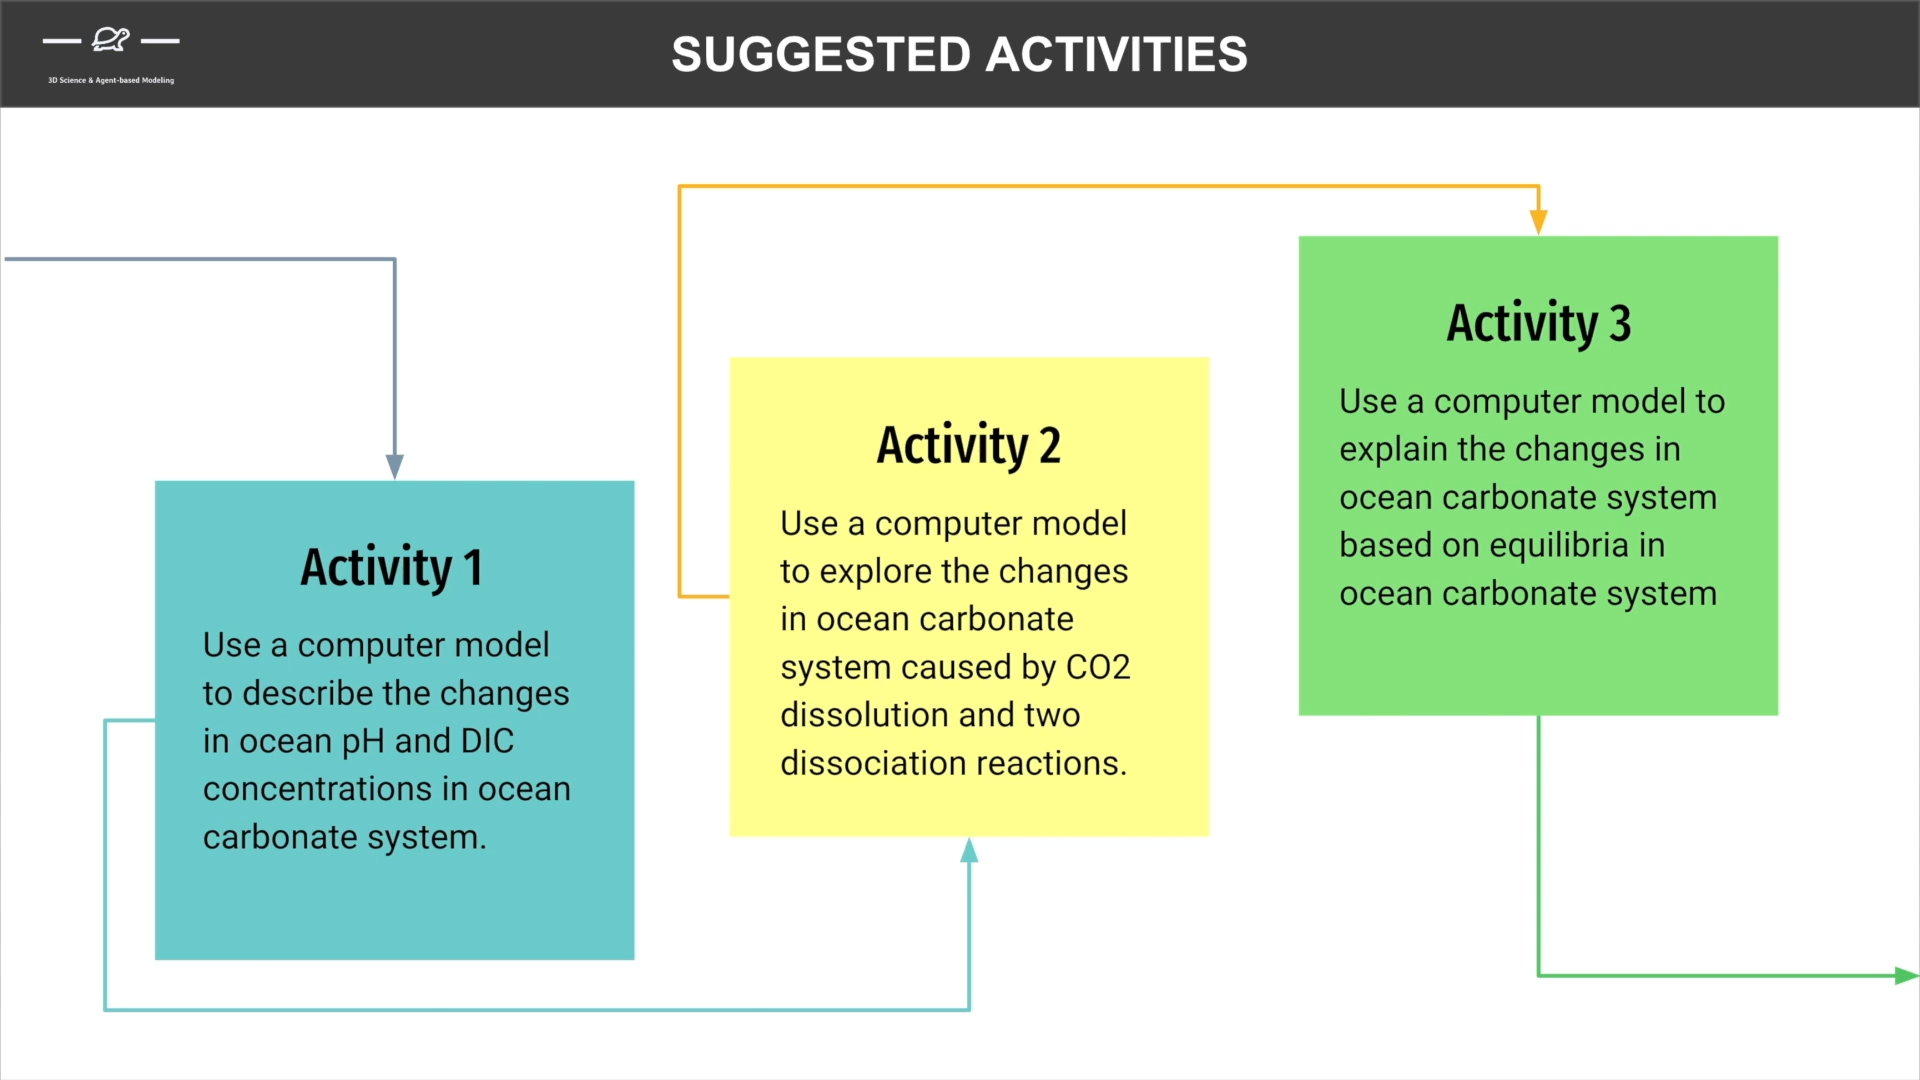 3D Science & Agent-based Modeling
SUGGESTED ACTIVITIES
Activity 1
Use a computer model
to describe the changes
in ocean pH and DIC
concentrations in ocean
carbonate system.
Activity 2
Use a computer model
to explore the changes
in ocean carbonate
system caused by CO2
dissolution and two
dissociation reactions.
Activity 3
Use a computer model to
explain the changes in
ocean carbonate system
based on equilibria in
ocean carbonate system